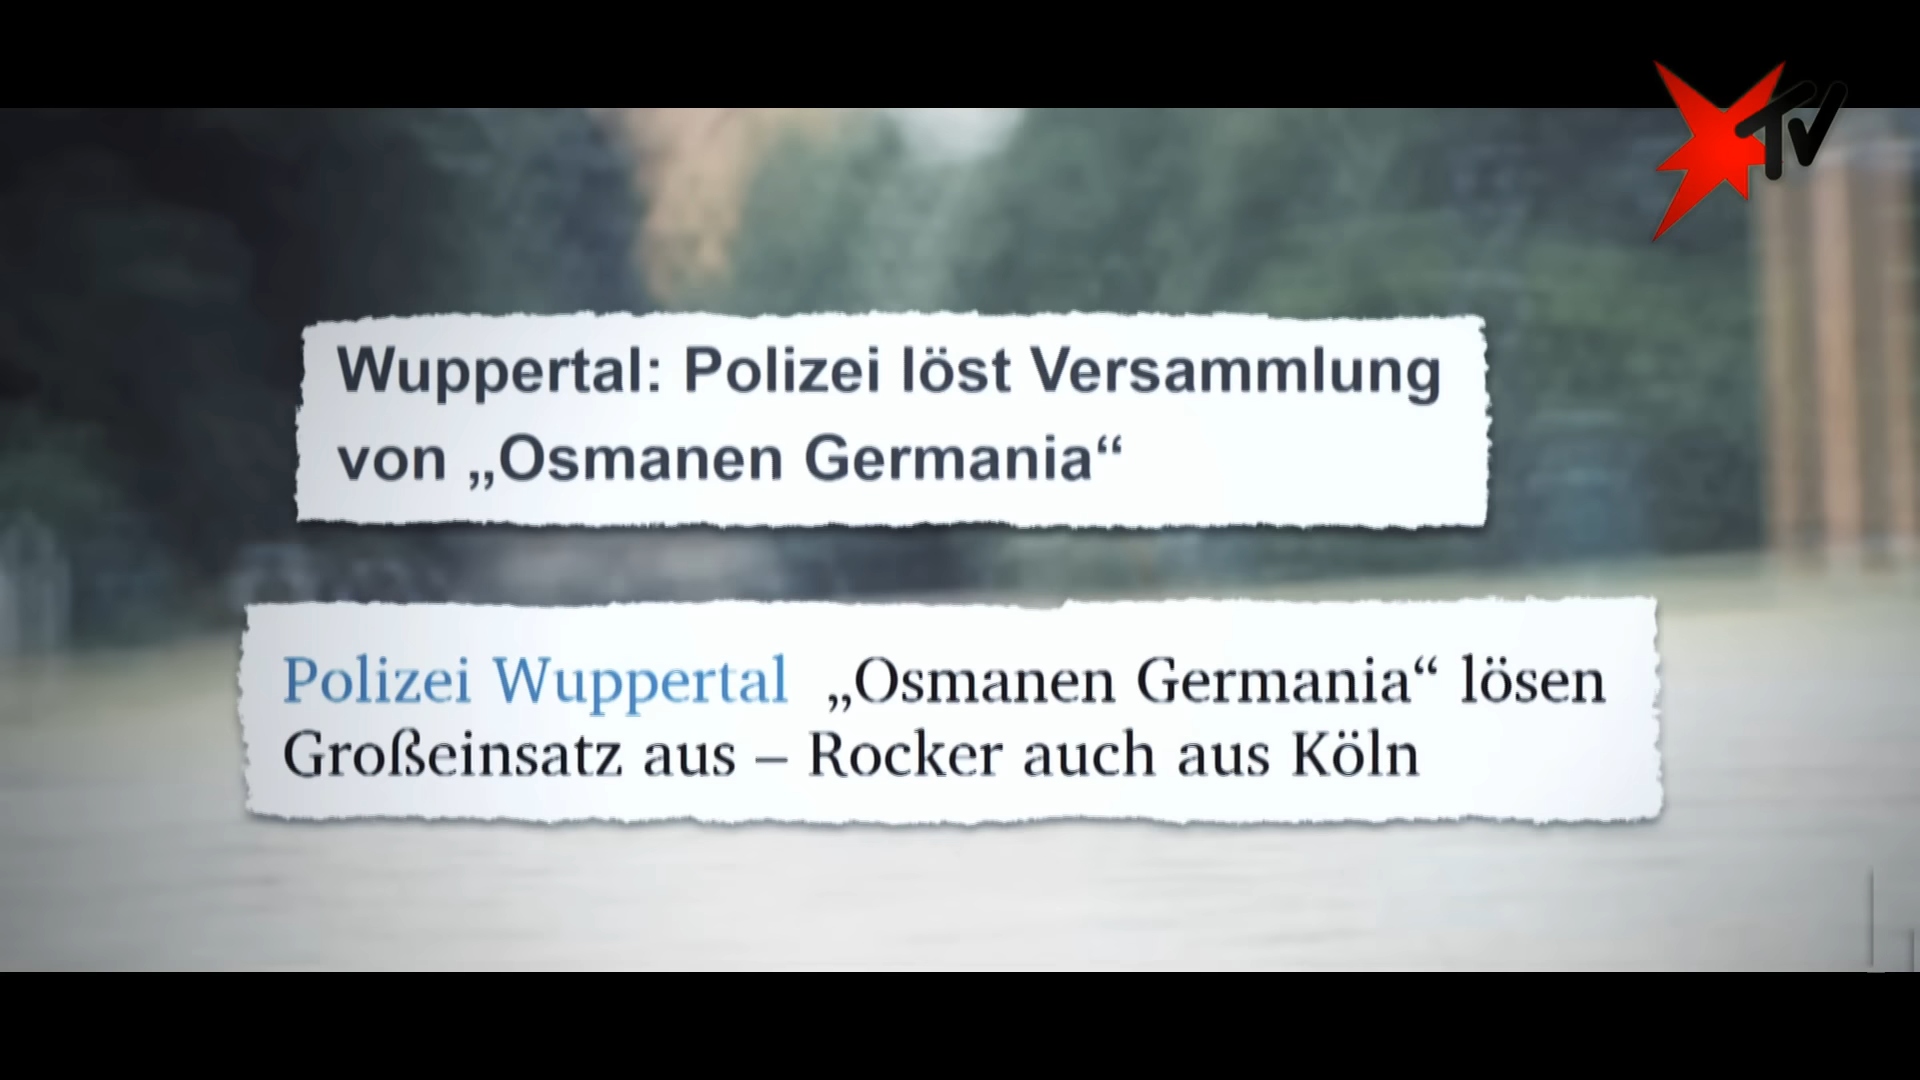 TV
Wuppertal: Polizei löst Versammlung
von „Osmanen Germania“
Polizei Wuppertal „Osmanen Germania“ lösen
Großeinsatz aus – Rocker auch aus Köln